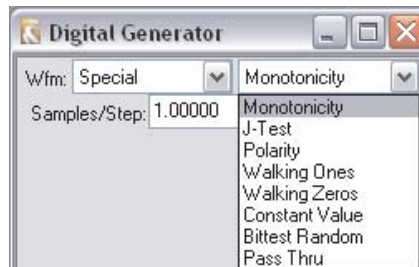 Digital Generator
Wfm: Special Monotonicity
Samples/Step: 1.00000
Monotonicity
J-Test
Polarity
Walking Ones
Walking Zeros
Constant Value
Bittest Random
Pass Thru